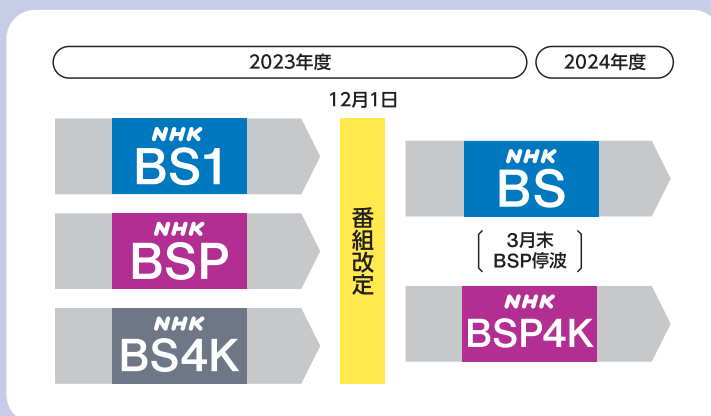 2023年度
2024年度
12月1日
NHK
BS1
NHK
BSP
NHK
BS4K
番組改定
NHK
BS
3月末
BSP停波
NHK
BSP4K